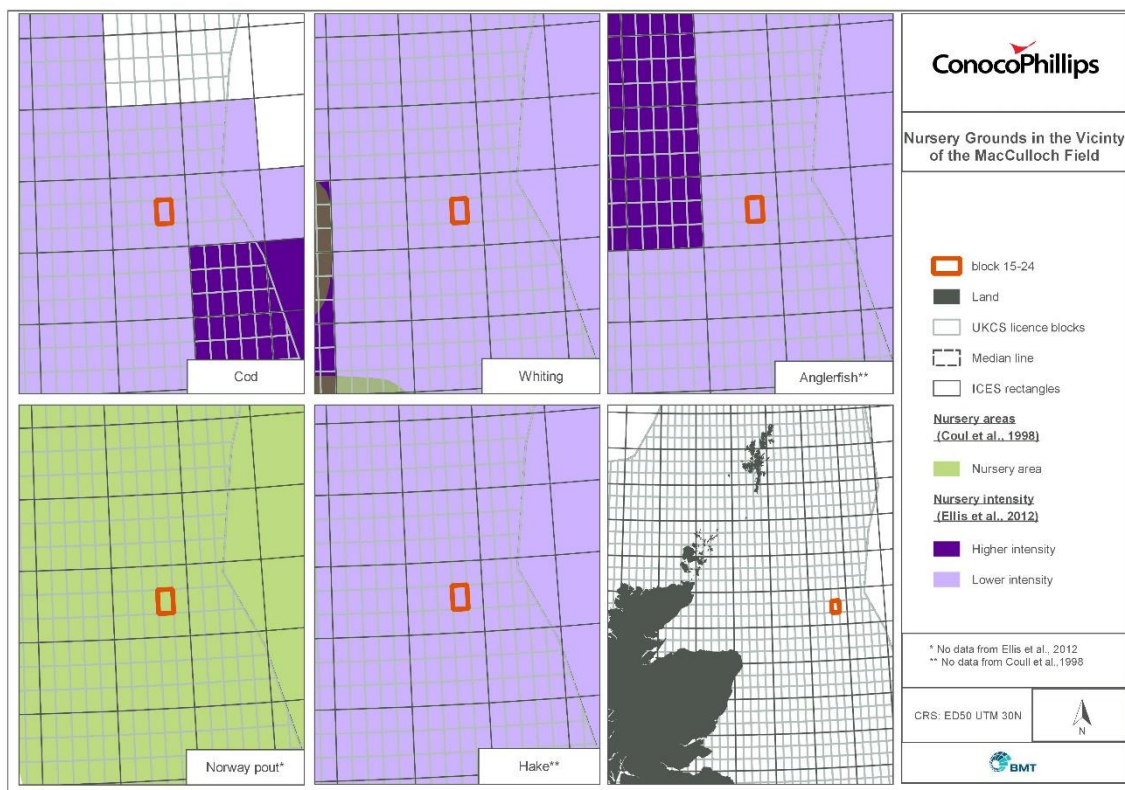 Cod
Whiting
Anglerfish**
Norway pout*
Hake**
ConocoPhillips
Nursery Grounds in the Vicinty
of the MacCulloch Field
block 15-24
Land
UKCS licence blocks
Median line
ICES rectangles
Nursery areas
(Coul et al., 1998)
Nursery area
Nursery intensity
(Ellis et al., 2012)
Higher intensity
Lower intensity
* No data from Ellis et al., 2012
** No data from Coull et al.,1998
CRS: ED50 UTM 30N
N
BMT